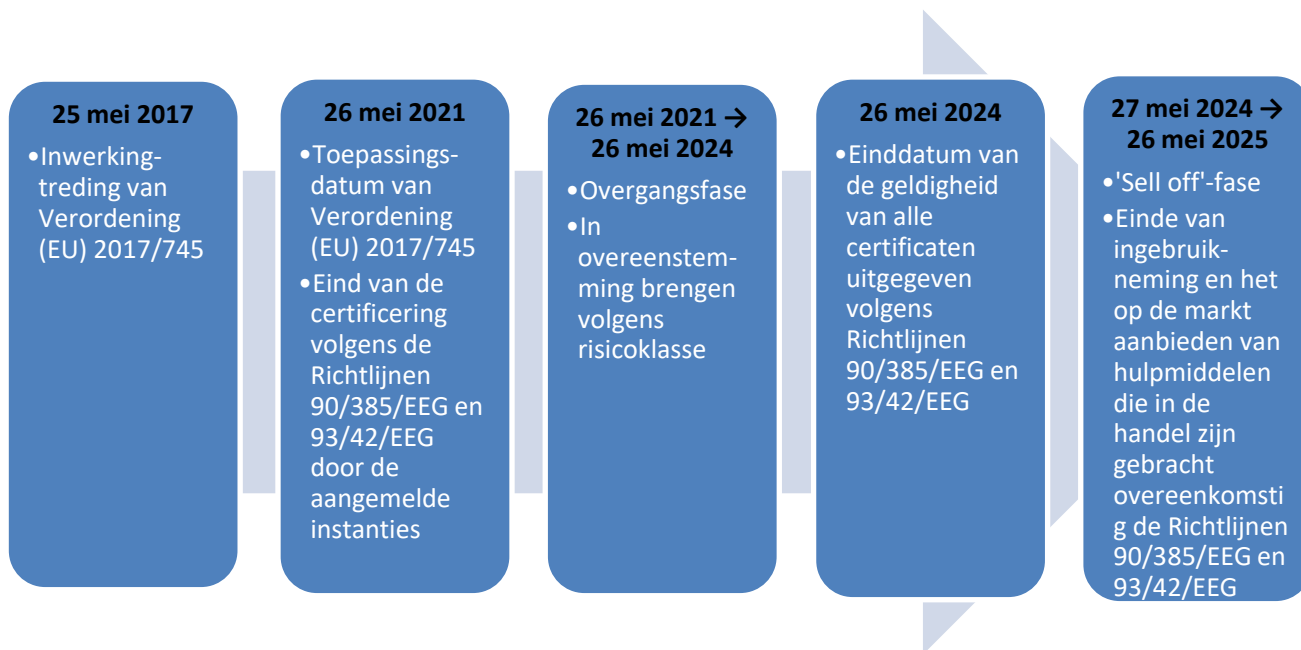 25 mei 2017
•Inwerking-
treding van
Verordening
(EU) 2017/745
26 mei 2021
•Toepassings-
datum van
Verordening
(EU) 2017/745
•Eind van de
certificering
volgens de
Richtlijnen
90/385/EEG en
93/42/EEG
door de
aangemelde
instanties
26 mei 2021 →
26 mei 2024
•Overgangsfase
•In
overeenstem-
ming brengen
volgens
risicoklasse
26 mei 2024
•Einddatum van
de geldigheid
van alle
certificaten
uitgegeven
volgens
Richtlijnen
90/385/EEG en
93/42/EEG
27 mei 2024 →
26 mei 2025
•'Sell off'-fase
•Einde van
ingebruik-
neming en het
op de markt
aanbieden van
hulpmiddelen
die in de
handel zijn
gebracht
overeenkomsti
g de Richtlijnen
90/385/EEG en
93/42/EEG